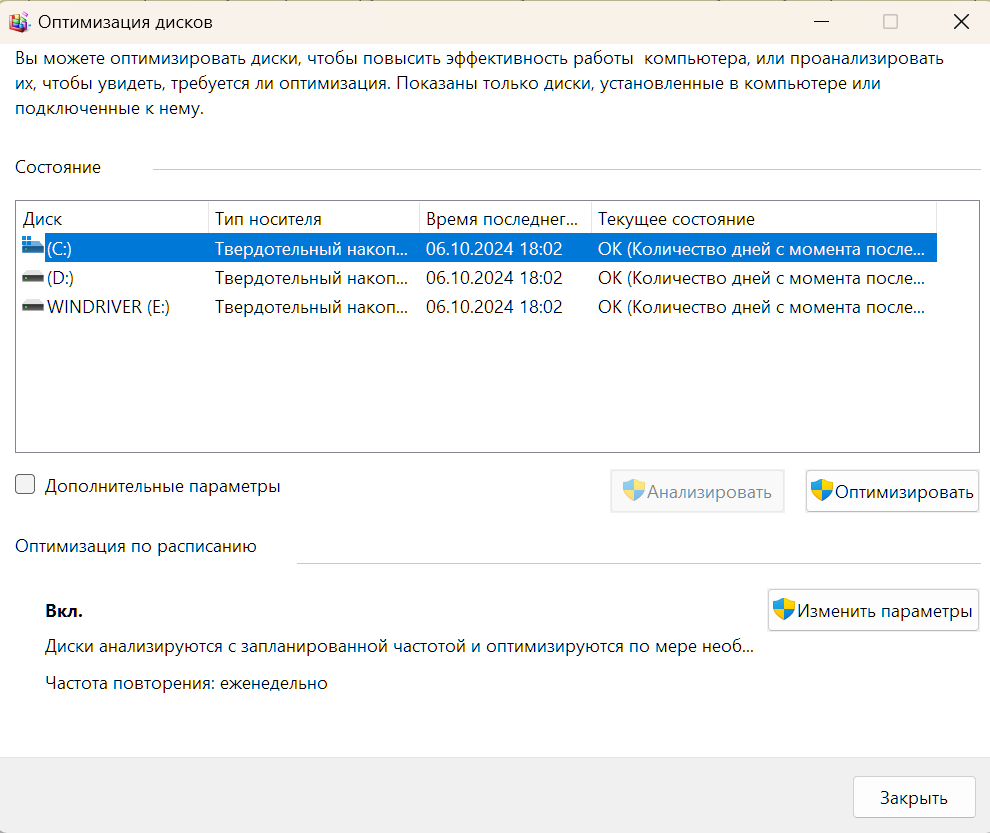 Оптимизация дисков
Вы можете оптимизировать диски, чтобы повысить эффективность работы  компьютера, или проанализировать
их, чтобы увидеть, требуется ли оптимизация. Показаны только диски, установленные в компьютере или
подключенные к нему.
Состояние
Диск Тип носителя Время последнег... Текущее состояние
(C:) Твердотельный накоп... 06.10.2024 18:02 ОК (Количество дней с момента после...
(D:) Твердотельный накоп... 06.10.2024 18:02 ОК (Количество дней с момента после...
WINDRIVER (E:) Твердотельный накоп... 06.10.2024 18:02 ОК (Количество дней с момента после...
Дополнительные параметры Анализировать Оптимизировать
Оптимизация по расписанию
Вкл. Изменить параметры
Диски анализируются с запланированной частотой и оптимизируются по мере необ...
Частота повторения: еженедельно
Закрыть